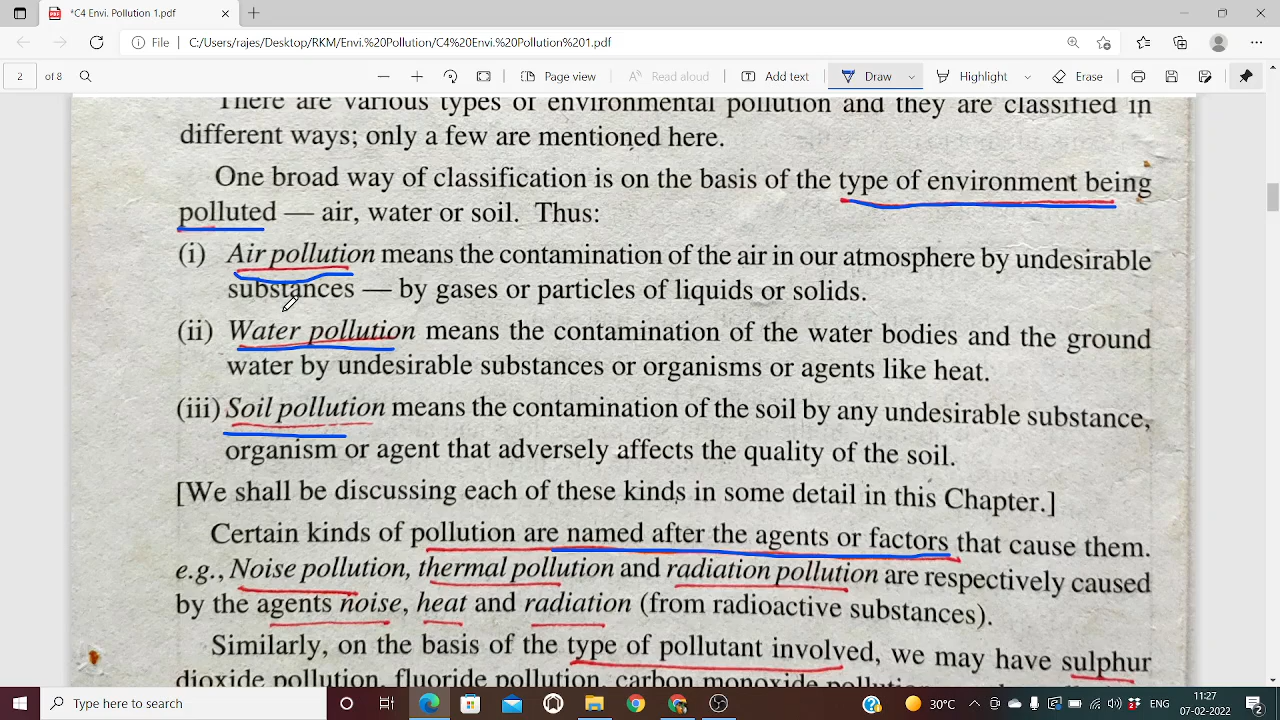 *C4 Envi. Pollution 1.pdf
File | C:/Users/rajes/Desktop/RKM/Envi.%20Pollution/C4%20Envi.%20Pollution%201.pdf
2 of 8 Page view Read aloud Add text Draw Highlight Erase
There are various types of environmental pollution and they are classified in
different ways; only a few are mentioned here.
One broad way of classification is on the basis of the type of environment being
polluted — air, water or soil. Thus:
(i) Air pollution means the contamination of the air in our atmosphere by undesirable
substances — by gases or particles of liquids or solids.
(ii) Water pollution means the contamination of the water bodies and the ground
water by undesirable substances or organisms or agents like heat.
(iii) Soil pollution means the contamination of the soil by any undesirable substance,
organism or agent that adversely affects the quality of the soil.
[We shall be discussing each of these kinds in some detail in this Chapter.]
Certain kinds of pollution are named after the agents or factors that cause them.
e.g., Noise pollution, thermal pollution and radiation pollution are respectively caused
by the agents noise, heat and radiation (from radioactive substances).
Similarly, on the basis of the type of pollutant involved, we may have sulphur
dioxide pollution, fluoride pollution, carbon monoxide pollution
Type here to search 30°C ENG 11:27
07-02-2022